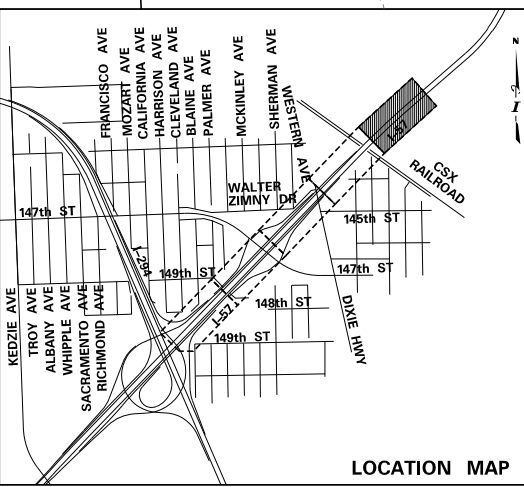 FRANCISCO AVE
MOZART AVE
CALIFORNIA AVE
HARRISON AVE
CLEVELAND AVE
BLAINE AVE
PALMER AVE
MCKINLEY AVE
SHERMAN AVE
WESTERN AVE
N
I-57
CSX
RAILROAD
WALTER
ZIMNY DR
147th ST
145th ST
I-294
149th ST
147th ST
148th ST
I-57
149th ST
DIXIE HWY
KEDZIE AVE
TROY AVE
ALBANY AVE
WHIPPLE AVE
SACRAMENTO AVE
RICHMOND AVE
LOCATION MAP